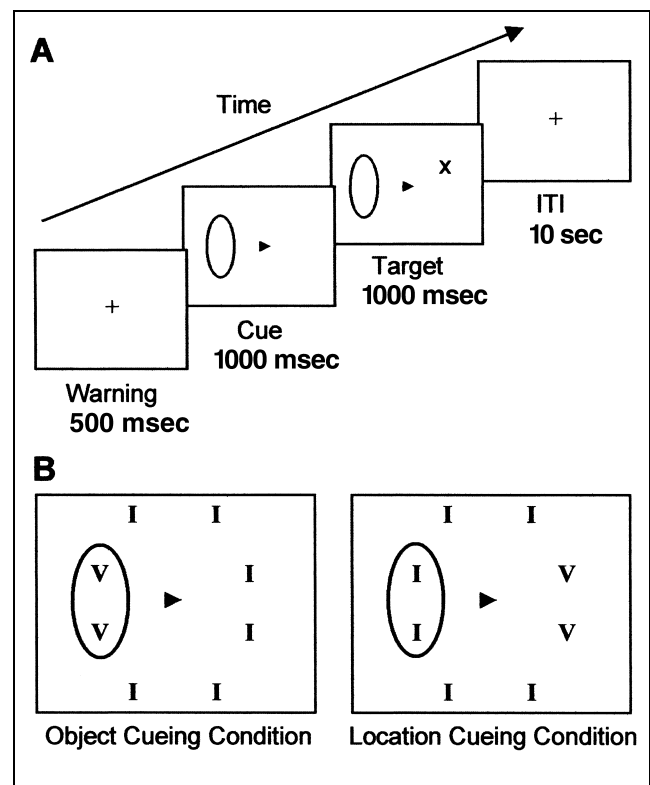 A
Time
+
x
ITI
10 sec
Target
1000 msec
+
Cue
1000 msec
Warning
500 msec
B
I I
V I
V I
I I
Object Cueing Condition
I I
I V
I V
I I
Location Cueing Condition